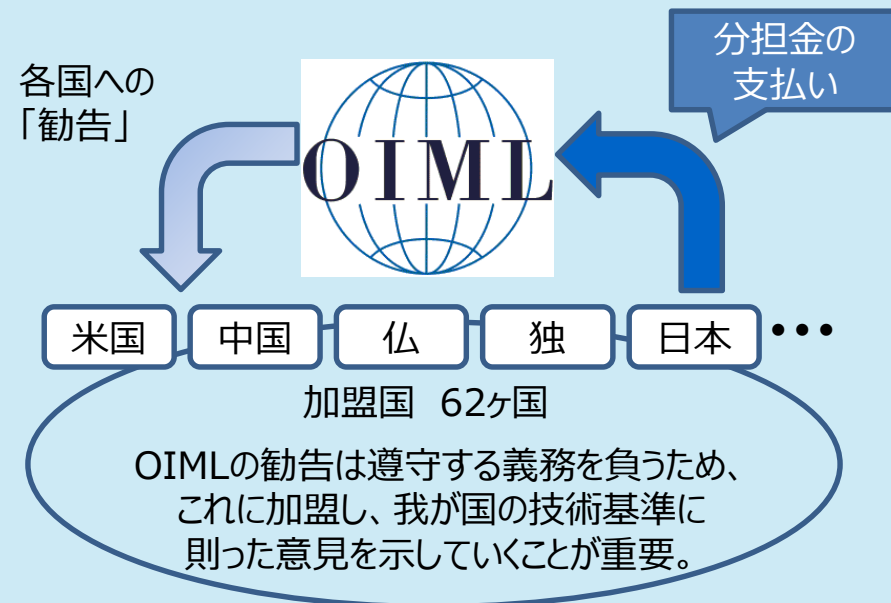 各国への
「勧告」
OIML
分担金の
支払い
米国
中国
仏
独
日本
•••
加盟国 62ヶ国
OIMLの勧告は遵守する義務を負うため、
これに加盟し、我が国の技術基準に
則った意見を示していくことが重要。